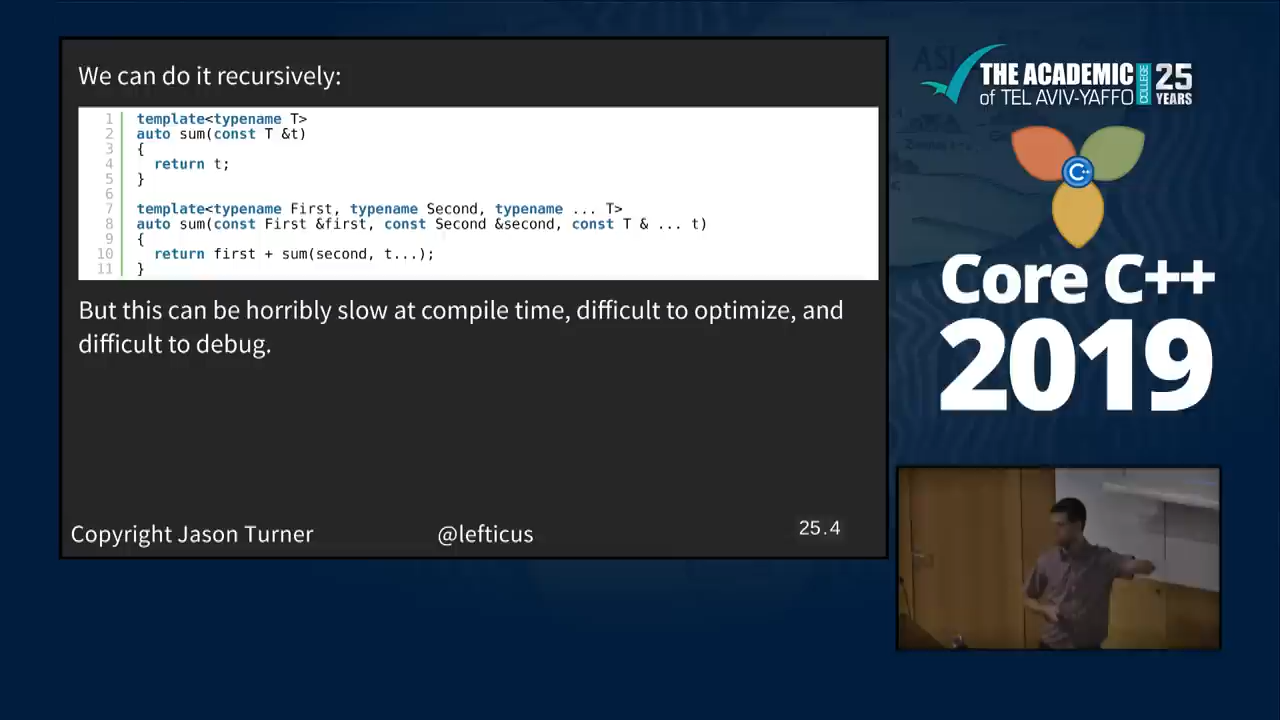 We can do it recursively:
1 template<typename T>
2 auto sum(const T &t)
3 {
4 return t;
5 }
6
7 template<typename First, typename Second, typename ... T>
8 auto sum(const First &first, const Second &second, const T & ... t)
9 {
10 return first + sum(second, t...);
11 }
But this can be horribly slow at compile time, difficult to optimize, and
difficult to debug.
Copyright Jason Turner @lefticus 25.4
THE ACADEMIC
of TEL AVIV-YAFFO
COLLEGE
25
YEARS
C++
Core C++
2019